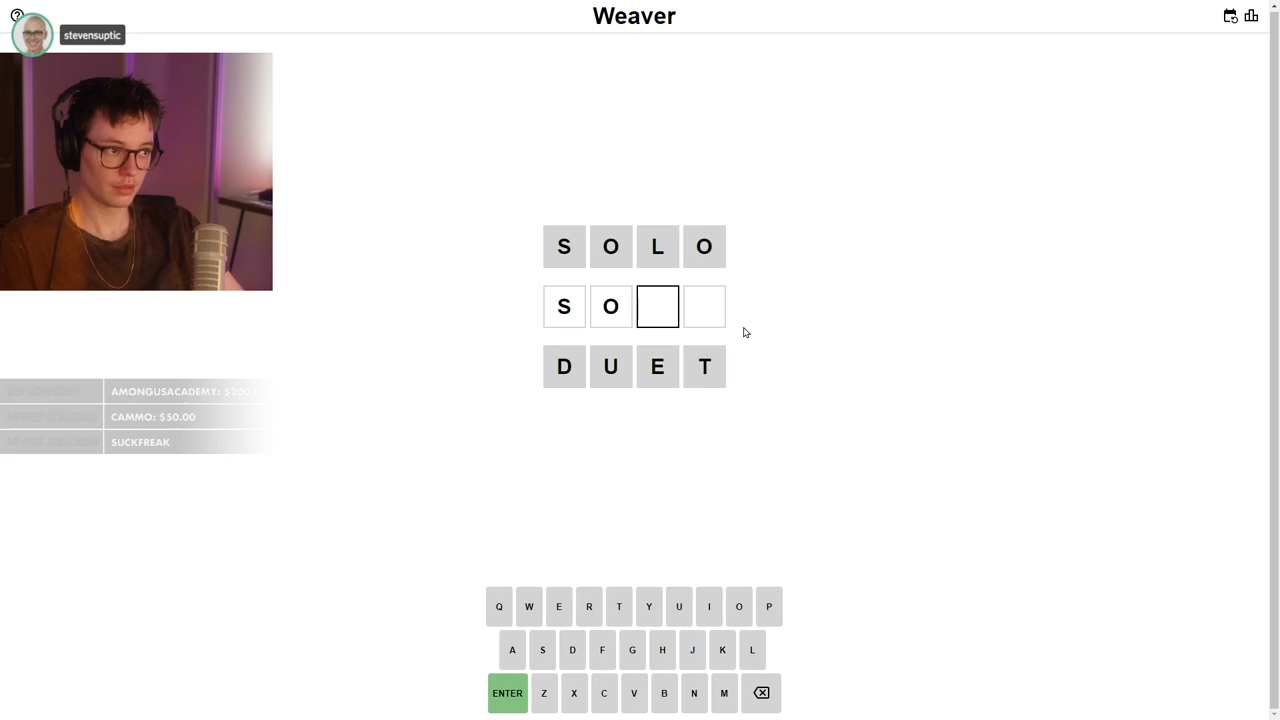 Weaver
stevensuptic
S O L O
S O
D U E T
AMONGUSACADEMY: $200
CAMMO: $50.00
SUCKFREAK
Q W E R T Y U I O P
A S D F G H J K L
ENTER Z X C V B N M